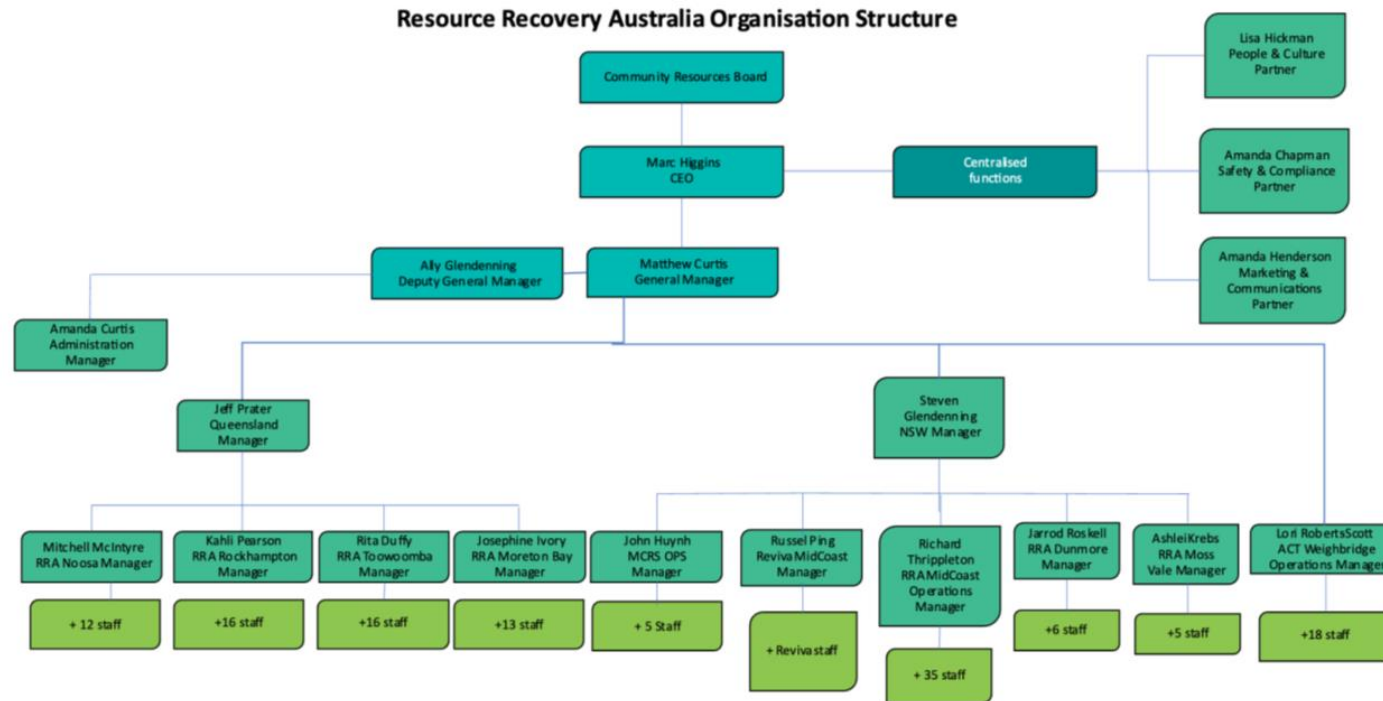 Resource Recovery Australia Organisation Structure
Community Resources Board
Marc Higgins
CEO
Centralised
functions
Lisa Hickman
People & Culture
Partner
Amanda Chapman
Safety & Compliance
Partner
Amanda Henderson
Marketing &
Communications
Partner
Ally Glendenning
Deputy General Manager
Matthew Curtis
General Manager
Amanda Curtis
Administration
Manager
Jeff Prater
Queensland
Manager
Steven
Glendenning
NSW Manager
Mitchell McIntyre
RRA Noosa Manager
Kahli Pearson
RRA Rockhampton
Manager
Rita Duffy
RRA Toowoomba
Manager
Josephine Ivory
RRA Moreton Bay
Manager
John Huynh
MCRS OPS
Manager
Russel Ping
Reviva MidCoast
Manager
Richard
Thrippleton
RRA MidCoast
Operations
Manager
Jarrod Roskell
RRA Dunmore
Manager
Ashlei Krebs
RRA Moss
Vale Manager
Lori RobertsScott
ACT Weighbridge
Operations Manager
+ 12 staff
+16 staff
+16 staff
+13 staff
+ 5 Staff
+ Reviva staff
+ 35 staff
+6 staff
+5 staff
+18 staff